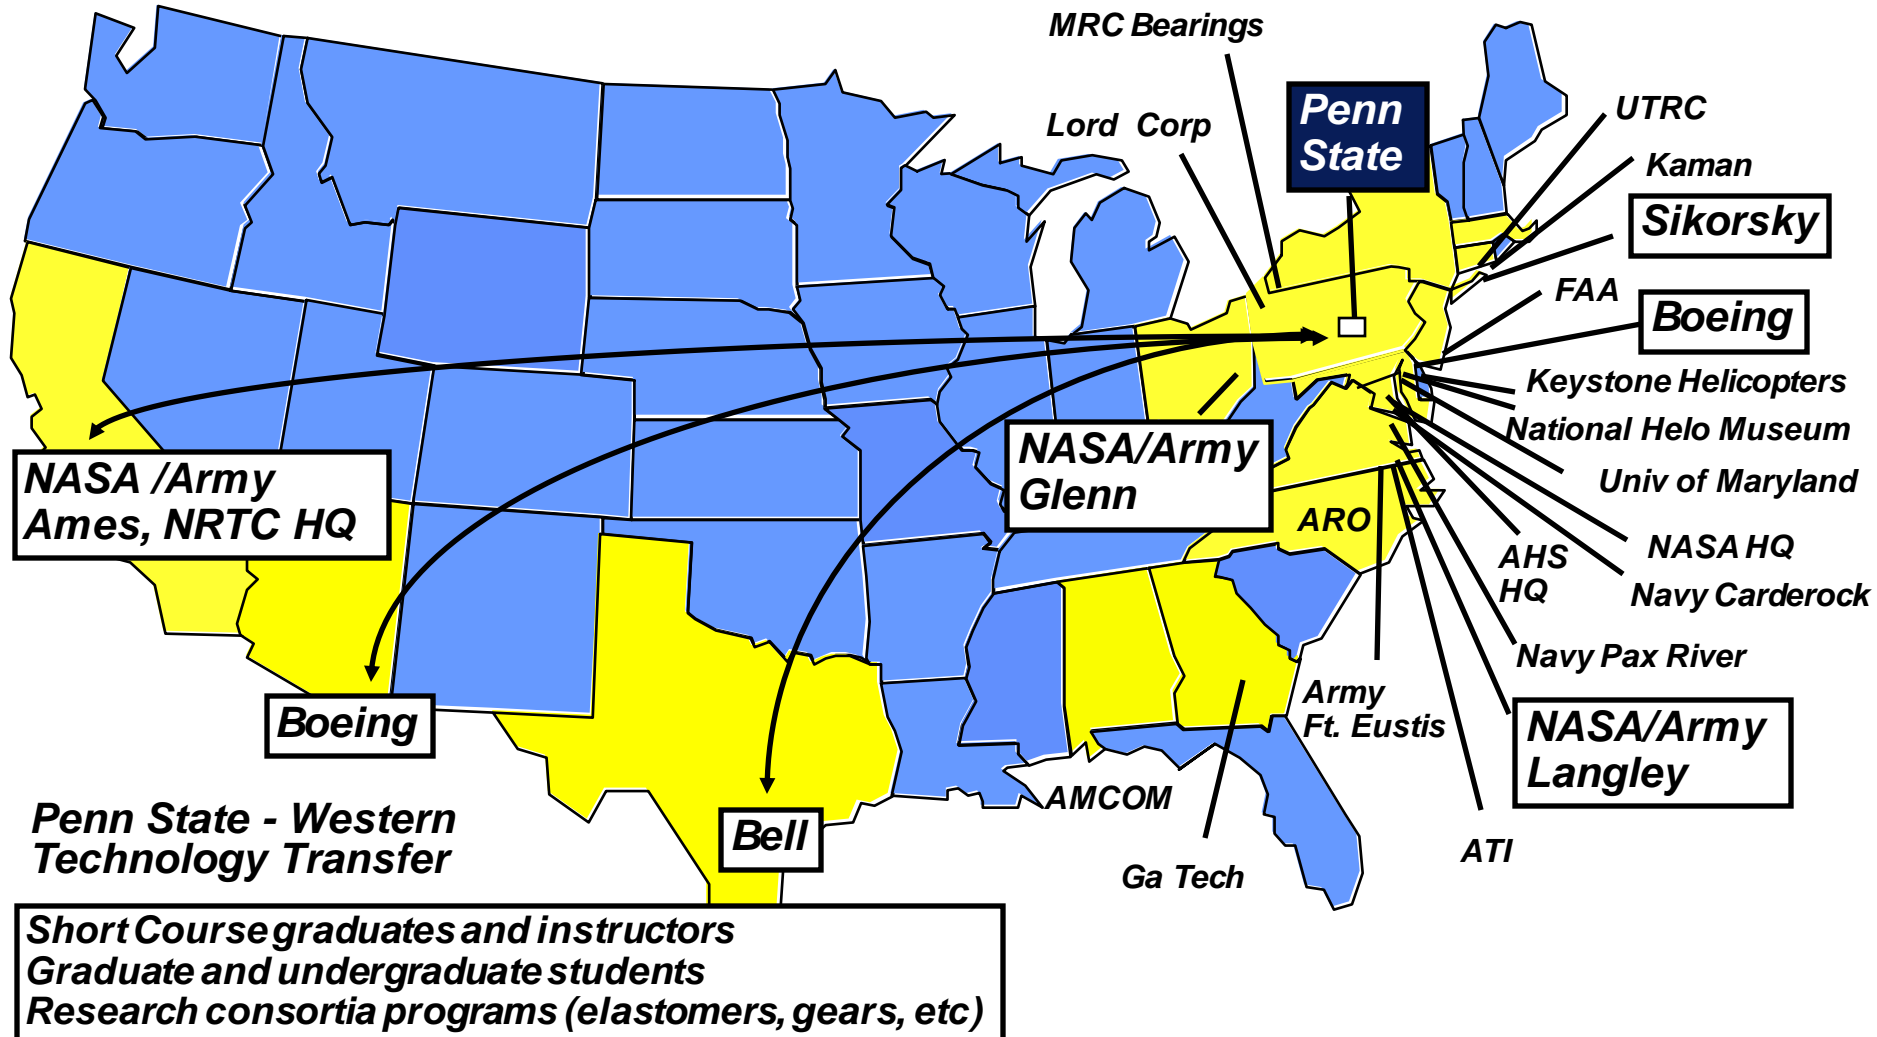 MRC Bearings
Penn
State
UTRC
Lord Corp
Kaman
Sikorsky
FAA
Boeing
Keystone Helicopters
National Helo Museum
NASA/Army
Glenn
NASA /Army
Ames, NRTC HQ
Univ of Maryland
ARO
AHS
HQ
NASA HQ
Navy Carderock
Navy Pax River
Army
Ft. Eustis
Boeing
NASA/Army
Langley
AMCOM
Penn State - Western
Technology Transfer
Bell
ATI
Ga Tech
Short Course graduates and instructors
Graduate and undergraduate students
Research consortia programs (elastomers, gears, etc)